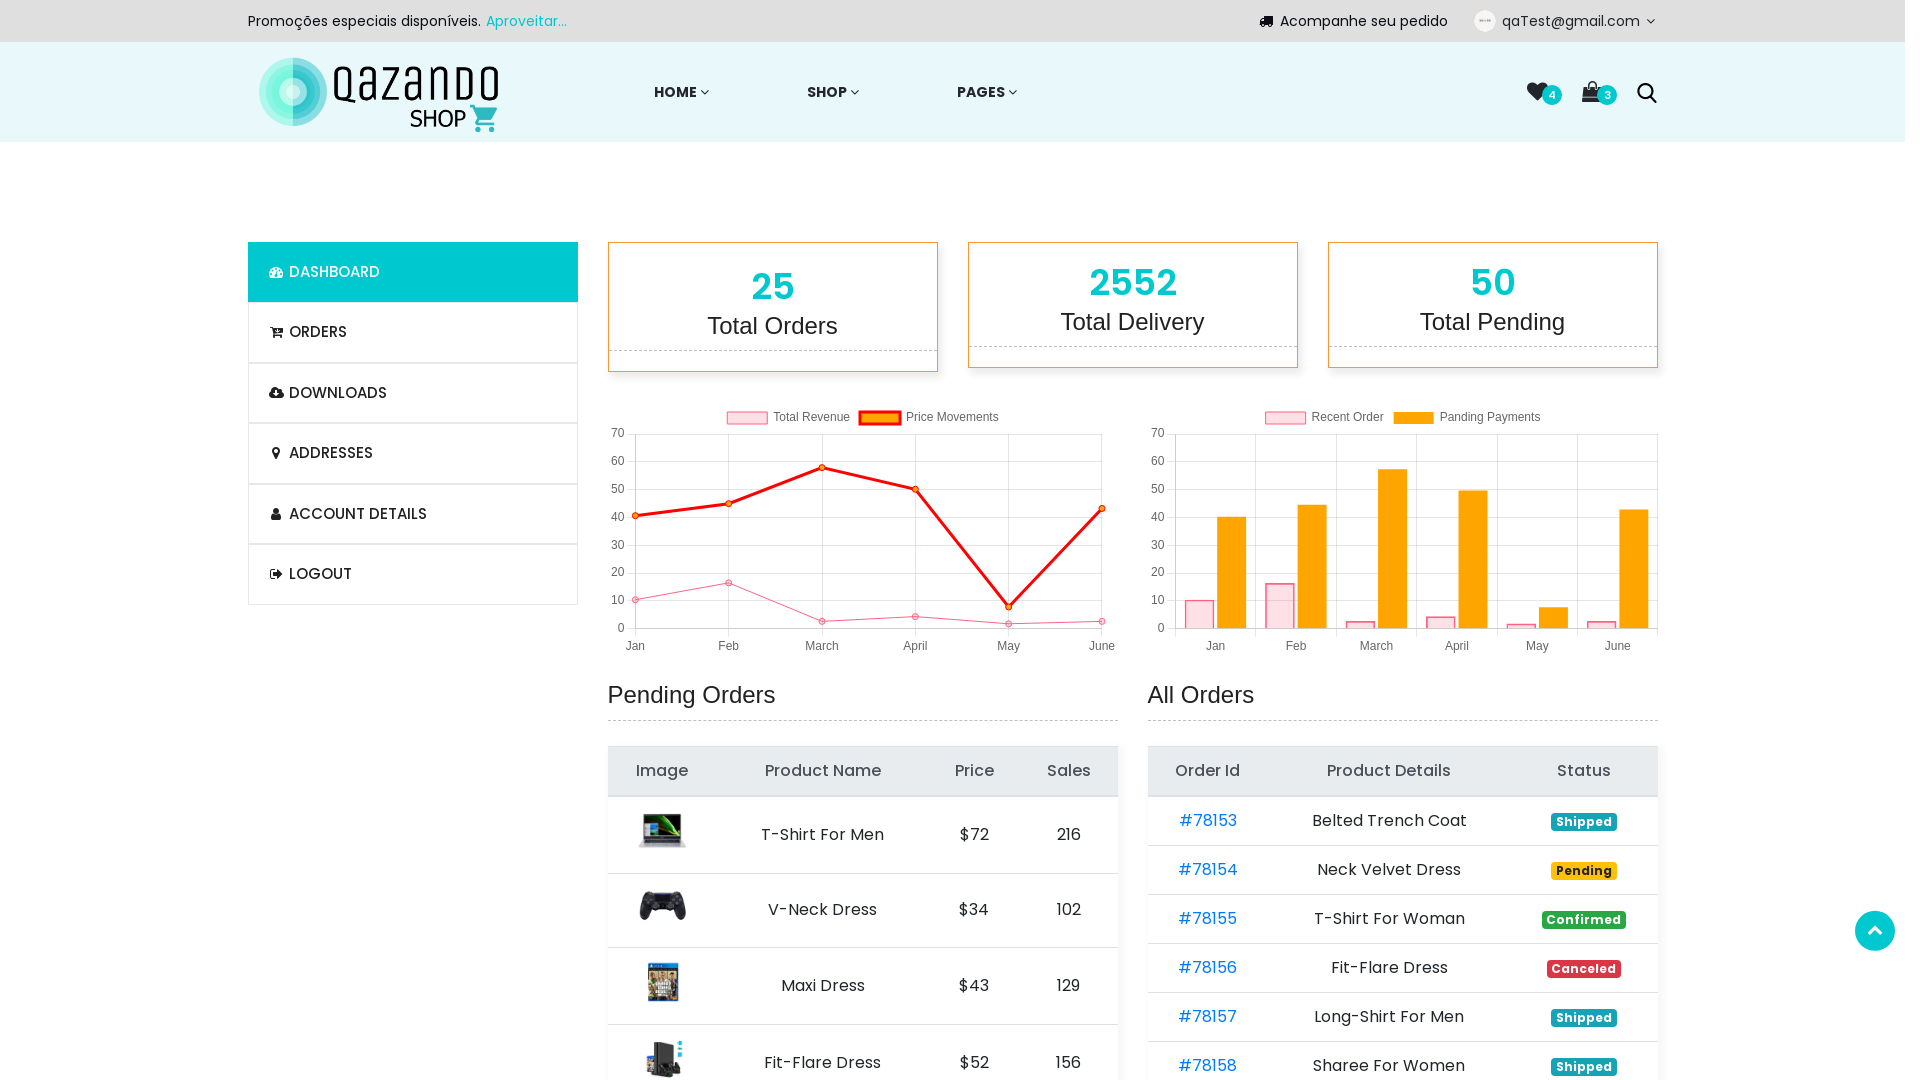 Promoções especiais disponíveis. Aproveitar...
Acompanhe seu pedido
qaTest@gmail.com
QAZANDO
SHOP
HOME
SHOP
PAGES
4
3
DASHBOARD
ORDERS
DOWNLOADS
ADDRESSES
ACCOUNT DETAILS
LOGOUT
25
Total Orders
2552
Total Delivery
50
Total Pending
Total Revenue Price Movements
70
60
50
40
30
20
10
0
Jan Feb March April May June
Recent Order Panding Payments
70
60
50
40
30
20
10
0
Jan Feb March April May June
Pending Orders
Image Product Name Price Sales
T-Shirt For Men $72 216
V-Neck Dress $34 102
Maxi Dress $43 129
Fit-Flare Dress $52 156
All Orders
Order Id Product Details Status
#78153 Belted Trench Coat Shipped
#78154 Neck Velvet Dress Pending
#78155 T-Shirt For Woman Confirmed
#78156 Fit-Flare Dress Canceled
#78157 Long-Shirt For Men Shipped
#78158 Sharee For Women Shipped